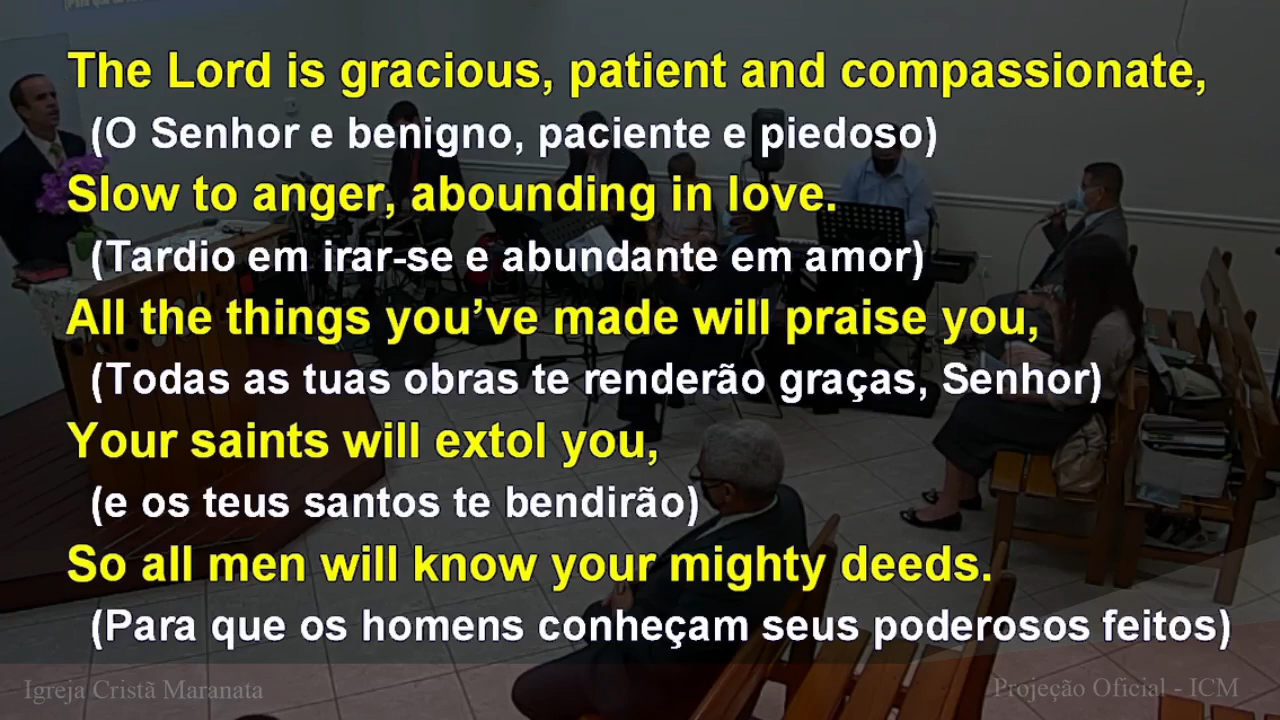 The Lord is gracious, patient and compassionate,
(O Senhor e benigno, paciente e piedoso)
Slow to anger, abounding in love.
(Tardio em irar-se e abundante em amor)
All the things you've made will praise you,
(Todas as tuas obras te renderão graças, Senhor)
Your saints will extol you,
(e os teus santos te bendirão)
So all men will know your mighty deeds.
(Para que os homens conheçam seus poderosos feitos)
Igreja Cristã Maranata
Projeção Oficial - ICM